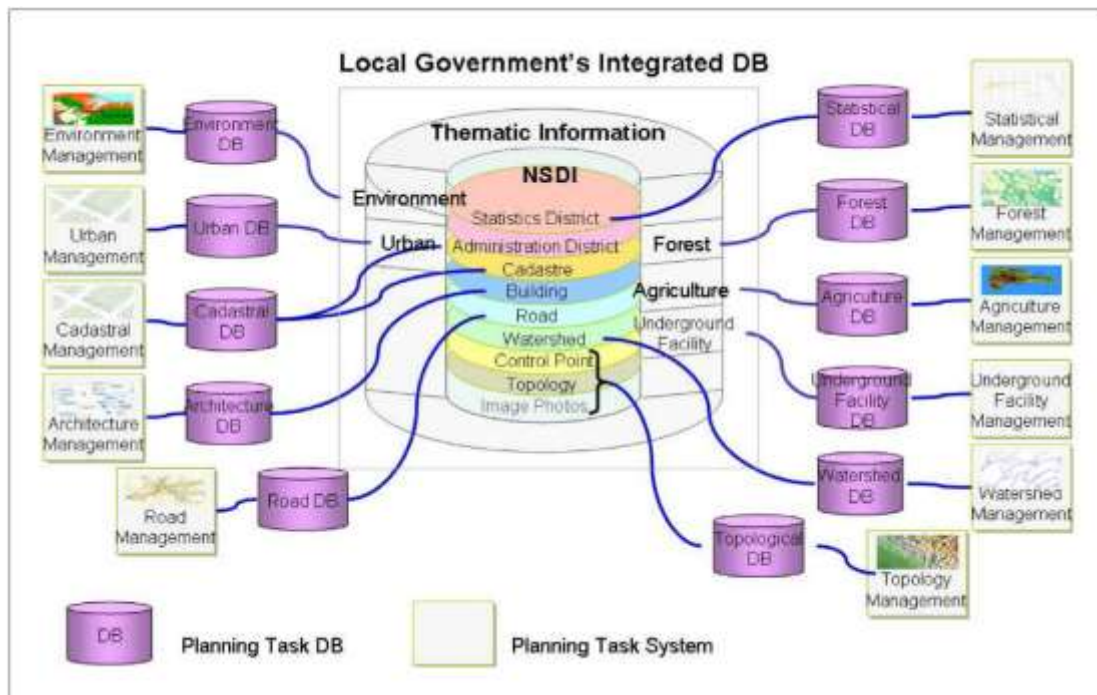 Local Government's Integrated DB
Environment
Management
Environment
DB
Urban
Management
Urban DB
Cadastral
Management
Cadastral
DB
Architecture
Management
Architecture
DB
Road
Management
Road DB
Thematic Information
NSDI
Environment
Statistics District
Urban
Administration District
Forest
Cadastre
Building
Agriculture
Road
Underground
Facility
Watershed
Control Point
Topology
Image Photos
Statistical
DB
Statistical
Management
Forest
DB
Forest
Management
Agriculture
DB
Agriculture
Management
Underground
Facility DB
Underground
Facility
Management
Watershed
DB
Watershed
Management
Topological
DB
Topology
Management
DB
Planning Task DB
Planning Task System